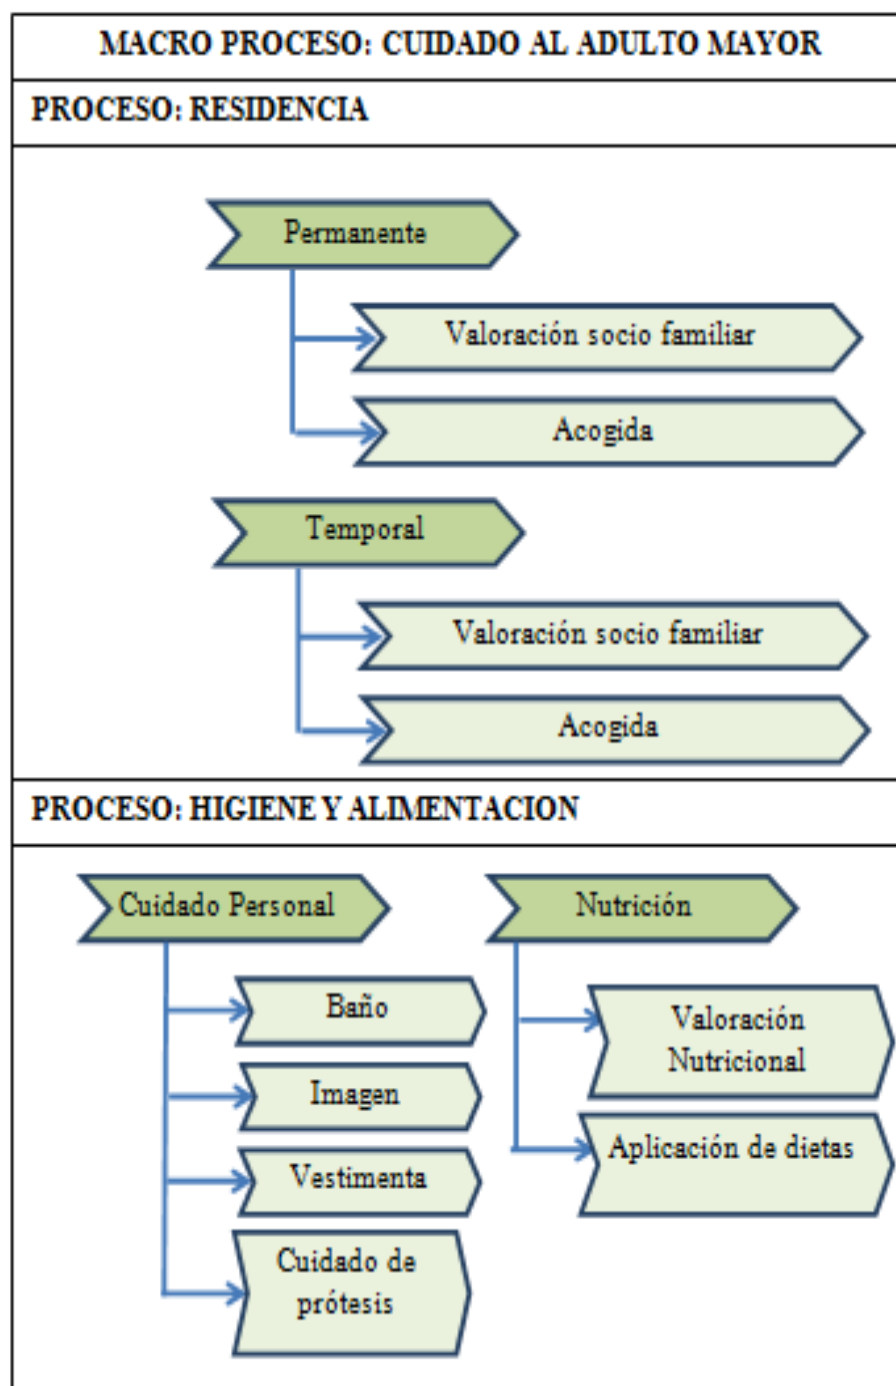 MACRO PROCESO: CUIDADO AL ADULTO MAYOR
PROCESO: RESIDENCIA
Permanente
Valoración socio familiar
Acogida
Temporal
Valoración socio familiar
Acogida
PROCESO: HIGIENE Y ALIMENTACION
Cuidado Personal
Baño
Imagen
Vestimenta
Cuidado de
prótesis
Nutrición
Valoración
Nutricional
Aplicación de dietas